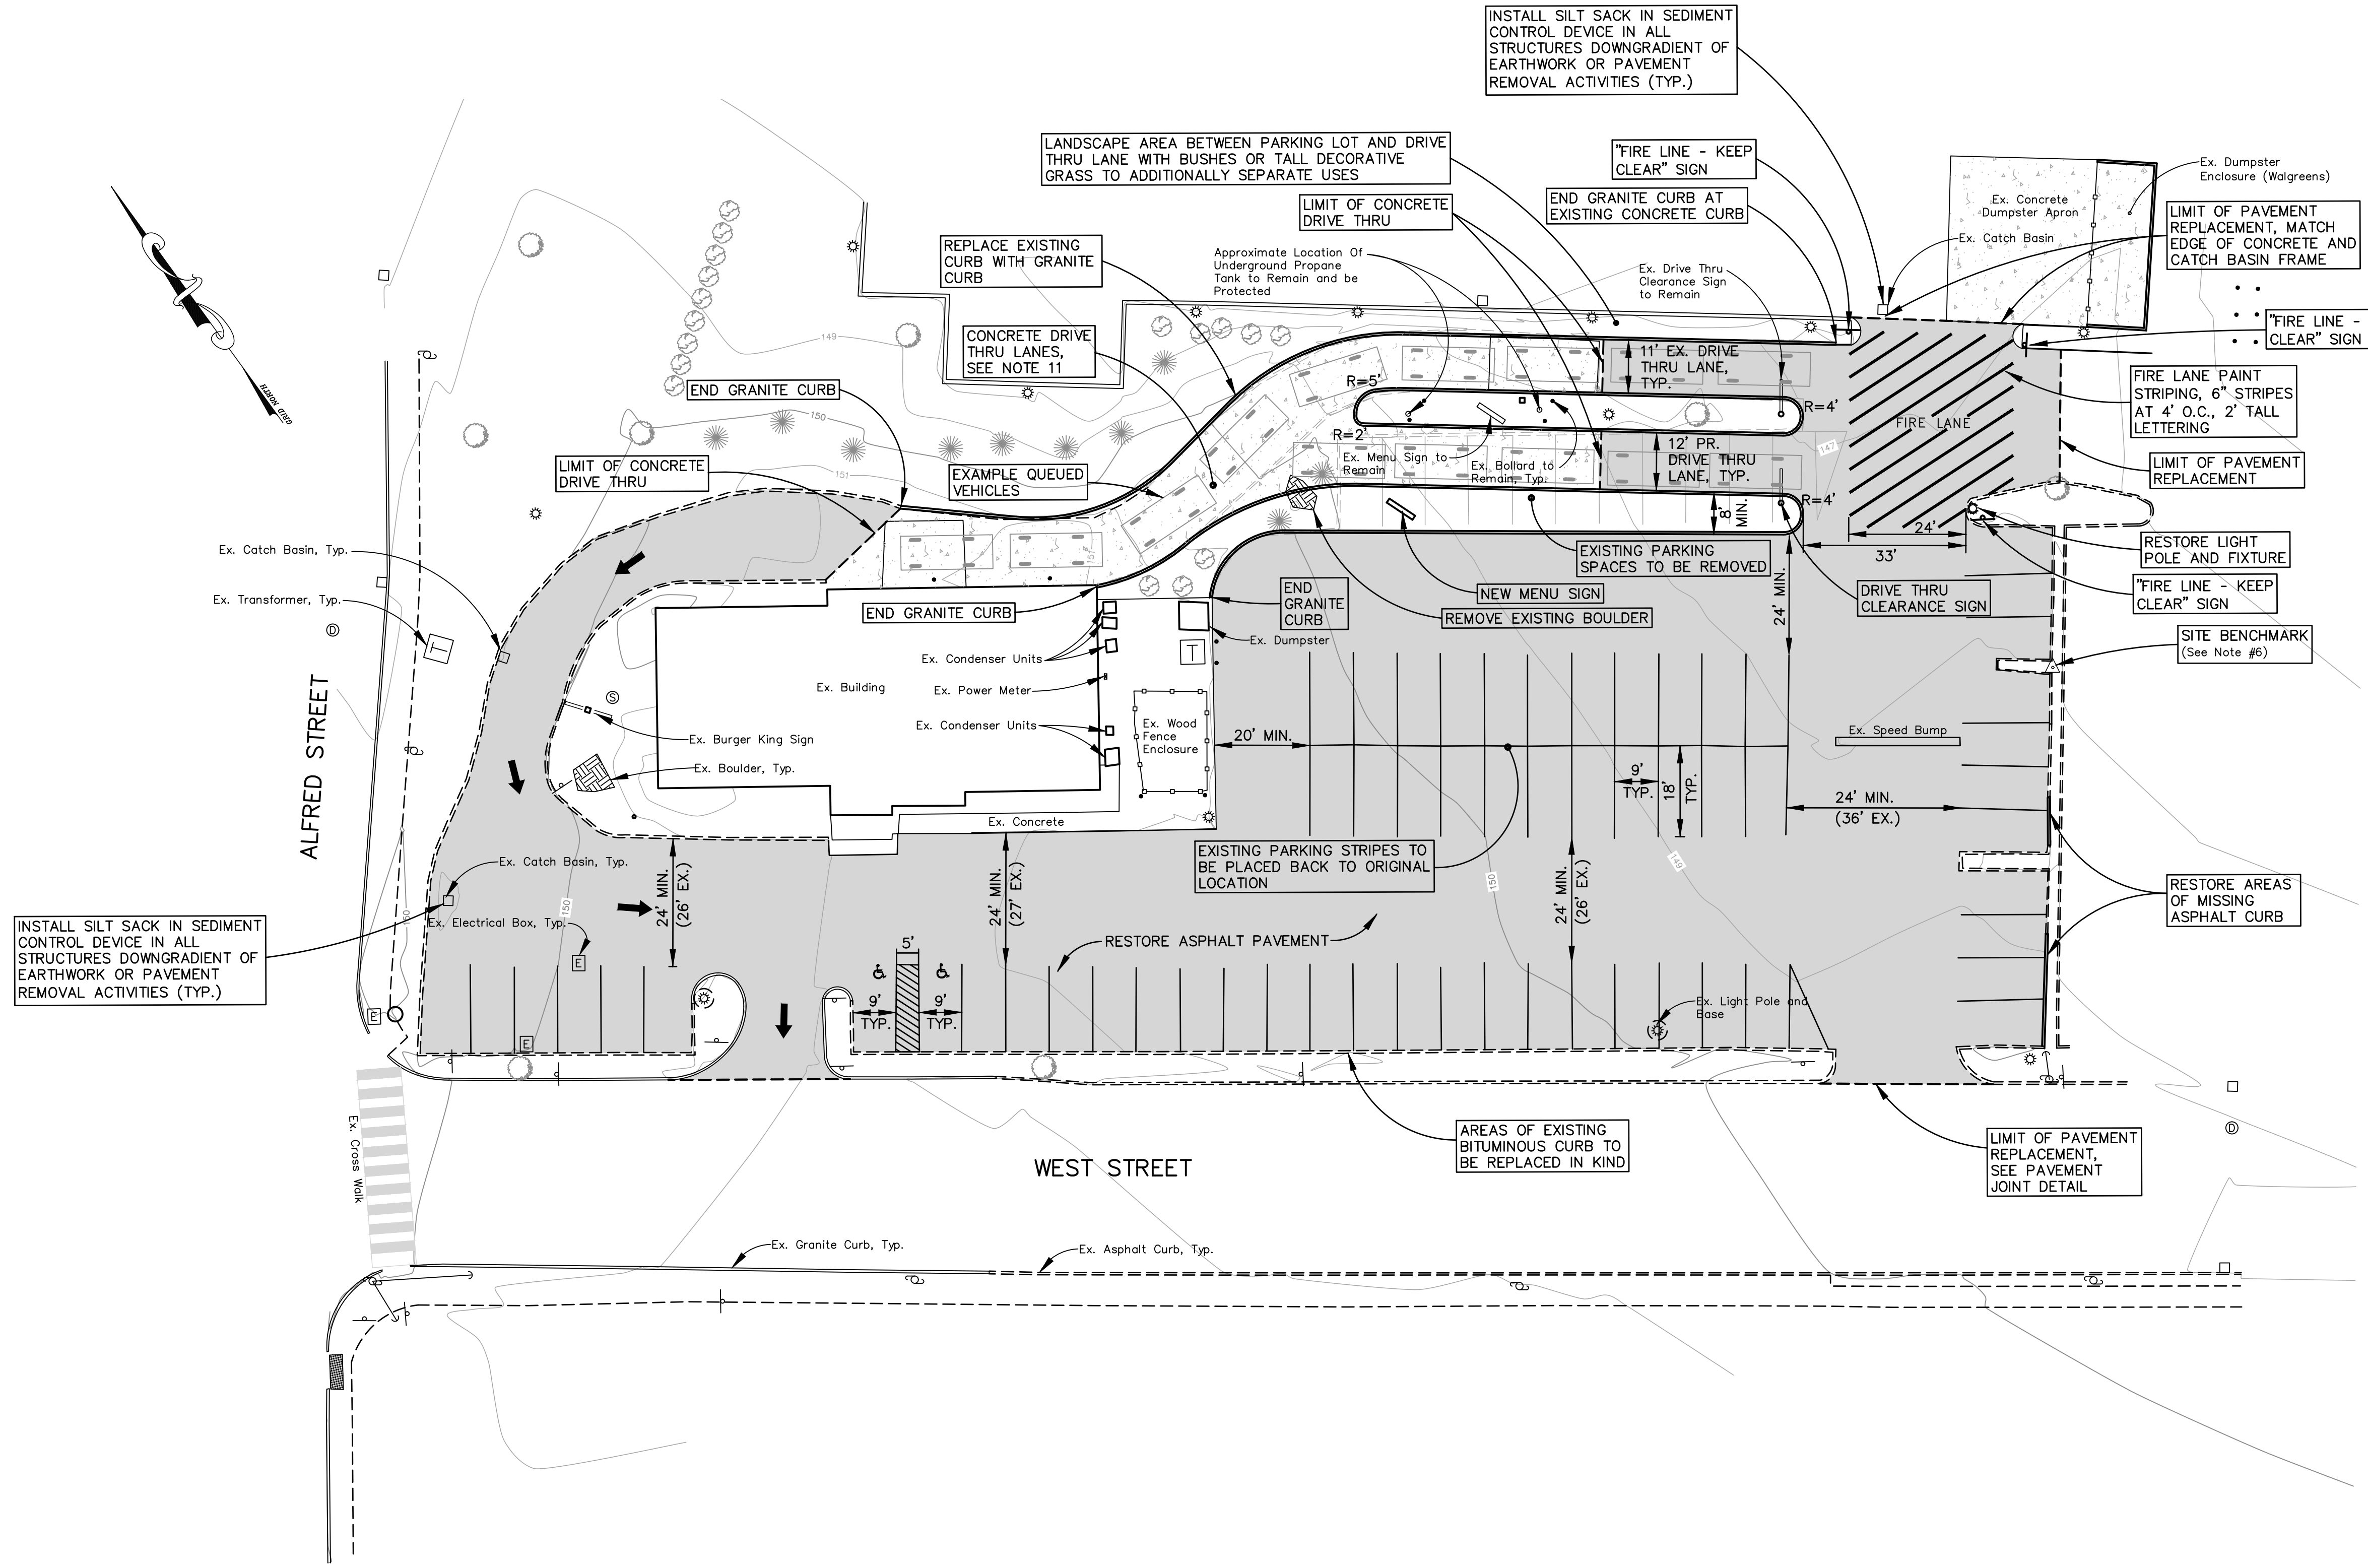 INSTALL SILT SACK IN SEDIMENT
CONTROL DEVICE IN ALL
STRUCTURES DOWNGRADIENT OF
EARTHWORK OR PAVEMENT
REMOVAL ACTIVITIES (TYP.)
LANDSCAPE AREA BETWEEN PARKING LOT AND DRIVE
THRU LANE WITH BUSHES OR TALL DECORATIVE
GRASS TO ADDITIONALLY SEPARATE USES
"FIRE LINE - KEEP
CLEAR" SIGN
Ex. Dumpster
Enclosure (Walgreens)
LIMIT OF CONCRETE
DRIVE THRU
END GRANITE CURB AT
EXISTING CONCRETE CURB
Ex. Concrete
Dumpster Apron
Ex. Catch Basin
LIMIT OF PAVEMENT
REPLACEMENT, MATCH
EDGE OF CONCRETE AND
CATCH BASIN FRAME
REPLACE EXISTING
CURB WITH GRANITE
CURB
Approximate Location Of
Underground Propane
Tank to Remain and be
Protected
Ex. Drive Thru
Clearance Sign
to Remain
"FIRE LINE -
CLEAR" SIGN
CONCRETE DRIVE
THRU LANES,
SEE NOTE 11
149
11' EX. DRIVE
THRU LANE,
TYP.
GRID NORTH
END GRANITE CURB
R=5'
R=4'
FIRE LANE PAINT
STRIPING, 6" STRIPES
AT 4' O.C., 2' TALL
LETTERING
150
FIRE LANE
R=2'
147
12' PR.
DRIVE THRU
LANE, TYP.
LIMIT OF CONCRETE
DRIVE THRU
151
EXAMPLE QUEUED
VEHICLES
Ex. Menu Sign to
Remain
Ex. Bollard to
Remain, Typ.
LIMIT OF PAVEMENT
REPLACEMENT
R=4'
8'
MIN.
24'
33'
Ex. Catch Basin, Typ.
EXISTING PARKING
SPACES TO BE REMOVED
RESTORE LIGHT
POLE AND FIXTURE
Ex. Transformer, Typ.
END GRANITE CURB
END
GRANITE
CURB
NEW MENU SIGN
REMOVE EXISTING BOULDER
24' MIN.
DRIVE THRU
CLEARANCE SIGN
"FIRE LINE - KEEP
CLEAR" SIGN
D
T
T
Ex. Dumpster
SITE BENCHMARK
(See Note #6)
Ex. Condenser Units
Ex. Building
Ex. Power Meter
S
ALFRED STREET
Ex. Condenser Units
Ex. Wood
Fence
Enclosure
Ex. Burger King Sign
20' MIN.
Ex. Speed Bump
Ex. Boulder, Typ.
9'
TYP.
18'
TYP.
24' MIN.
(36' EX.)
Ex. Concrete
Ex. Catch Basin, Typ.
EXISTING PARKING STRIPES TO
BE PLACED BACK TO ORIGINAL
LOCATION
149
150
RESTORE AREAS
OF MISSING
ASPHALT CURB
24' MIN.
(26' EX.)
24' MIN.
(27' EX.)
24' MIN.
(26' EX.)
INSTALL SILT SACK IN SEDIMENT
CONTROL DEVICE IN ALL
STRUCTURES DOWNGRADIENT OF
EARTHWORK OR PAVEMENT
REMOVAL ACTIVITIES (TYP.)
150
Ex. Electrical Box, Typ.
5'
RESTORE ASPHALT PAVEMENT
E
9'
TYP.
9'
TYP.
Ex. Light Pole and
Base
E
E
Ex. Cross Walk
AREAS OF EXISTING
BITUMINOUS CURB TO
BE REPLACED IN KIND
LIMIT OF PAVEMENT
REPLACEMENT,
SEE PAVEMENT
JOINT DETAIL
D
WEST STREET
Ex. Granite Curb, Typ.
Ex. Asphalt Curb, Typ.